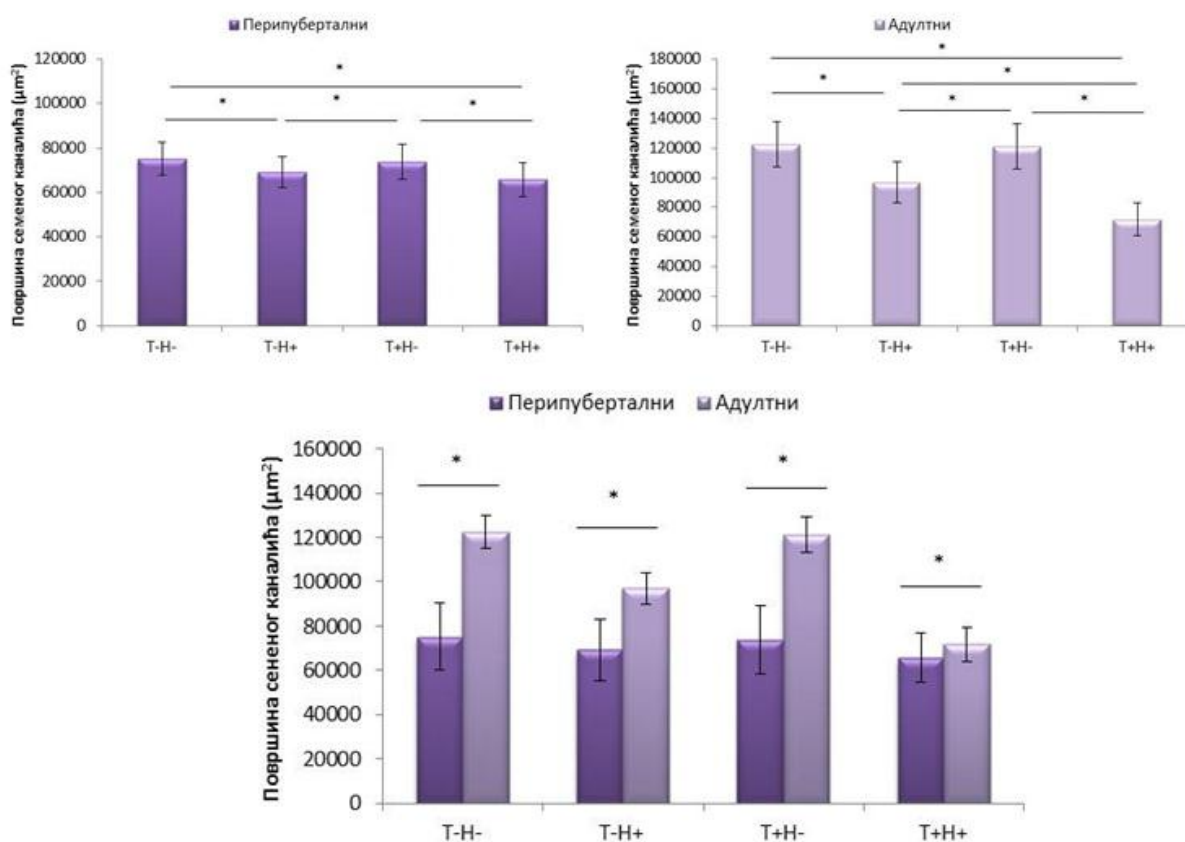 Перипубертални
Површина семеног каналића (µm²)
120000
100000
80000
60000
40000
20000
0
* * * *
Т-Н- Т-Н+ Т+Н- Т+Н+
Адултни
Површина семеног каналића (µm²)
180000
160000
140000
120000
100000
80000
60000
40000
20000
0
* * * * *
Т-Н- Т-Н+ Т+Н- Т+Н+
Перипубертални Адултни
Површина сененог каналића (µm²)
160000
140000
120000
100000
80000
60000
40000
20000
0
* * * *
Т-Н- Т-Н+ Т+Н- Т+Н+